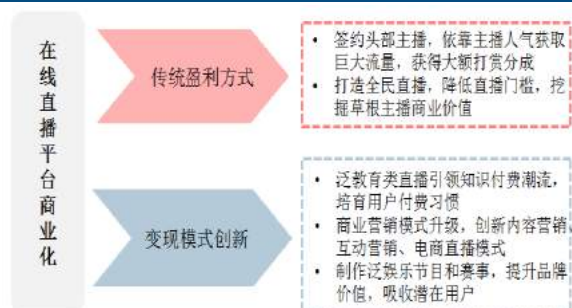 在线直播平台商业化
传统盈利方式
• 签约头部主播，依靠主播人气获取
巨大流量，获得大额打赏分成
• 打造全民直播，降低直播门槛，挖
掘草根主播商业价值
变现模式创新
• 泛教育类直播引领知识付费潮流，
培育用户付费习惯
• 商业营销模式升级，创新内容营销、
互动营销、电商直播模式
• 制作泛娱乐节目和赛事，提升品牌
价值，吸收潜在用户